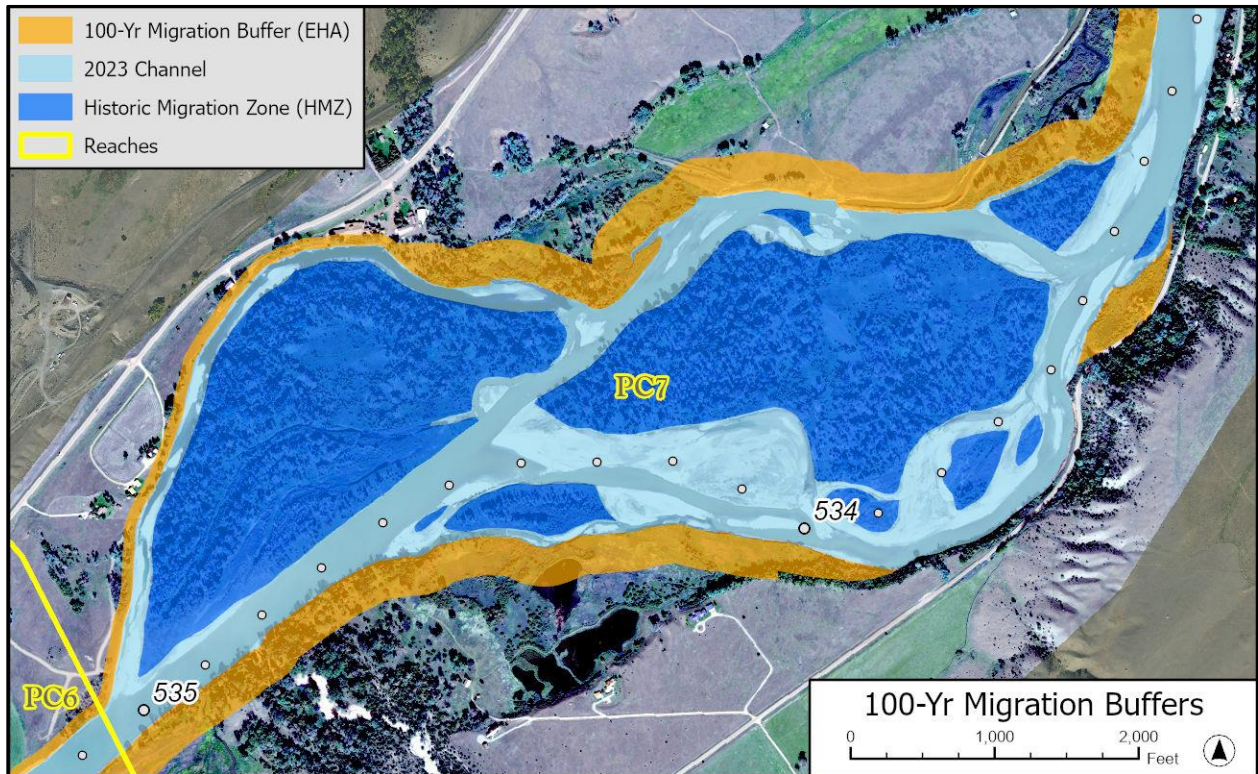 100-Yr Migration Buffer (EHA)
2023 Channel
Historic Migration Zone (HMZ)
Reaches
PC7
534
535
PC6
100-Yr Migration Buffers
0 1,000 2,000
Feet